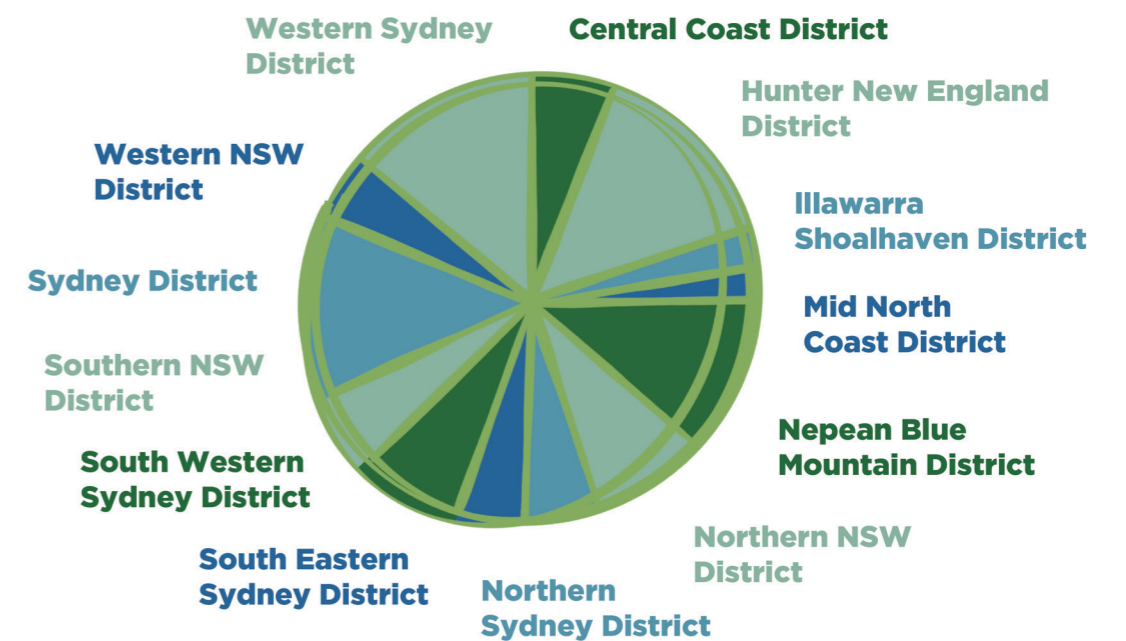 Western Sydney
District
Central Coast District
Hunter New England
District
Western NSW
District
Illawarra
Shoalhaven District
Sydney District
Mid North
Coast District
Southern NSW
District
Nepean Blue
Mountain District
South Western
Sydney District
Northern NSW
District
South Eastern
Sydney District
Northern
Sydney District